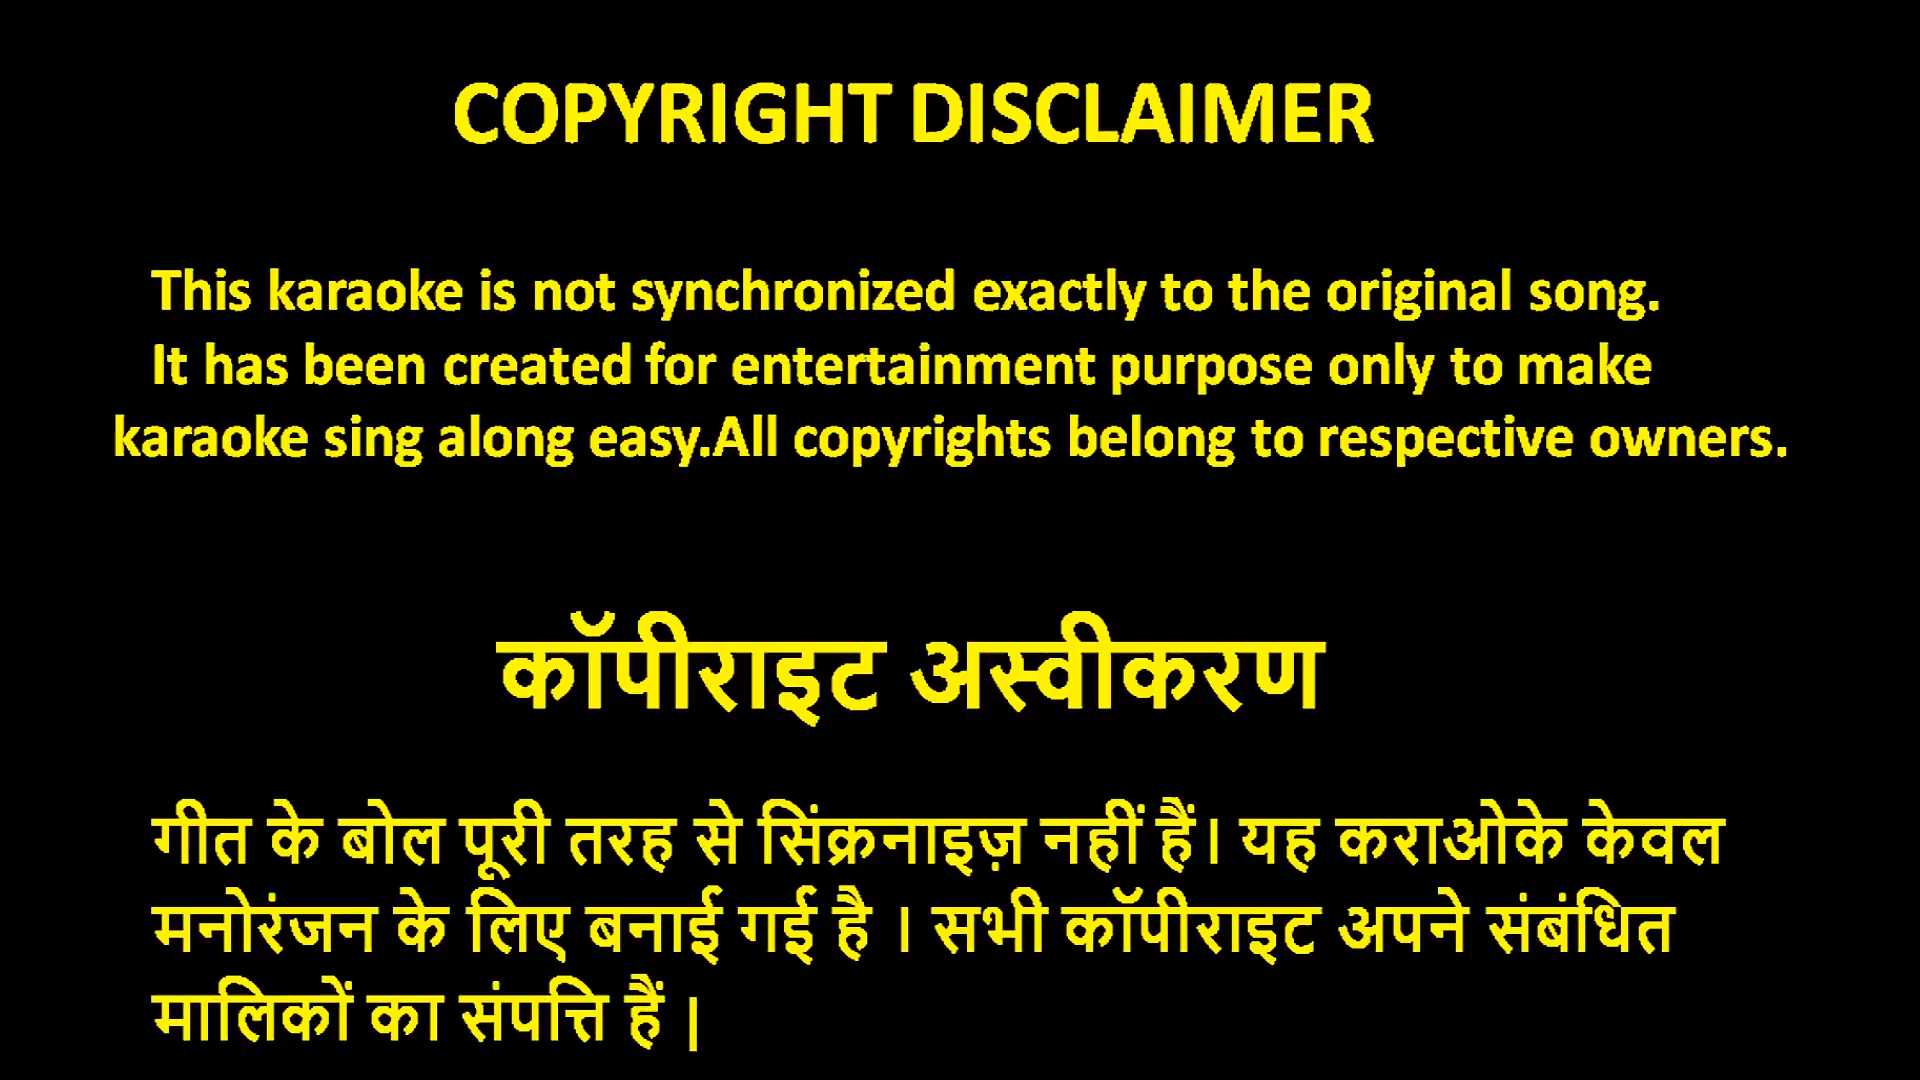 COPYRIGHT DISCLAIMER
This karaoke is not synchronized exactly to the original song.
It has been created for entertainment purpose only to make
karaoke sing along easy.All copyrights belong to respective owners.
कॉपीराइट अस्वीकरण
गीत के बोल पूरी तरह से सिंक्रनाइज़ नहीं हैं। यह कराओके केवल
मनोरंजन के लिए बनाई गई है । सभी कॉपीराइट अपने संबंधित
मालिकों का संपत्ति हैं |